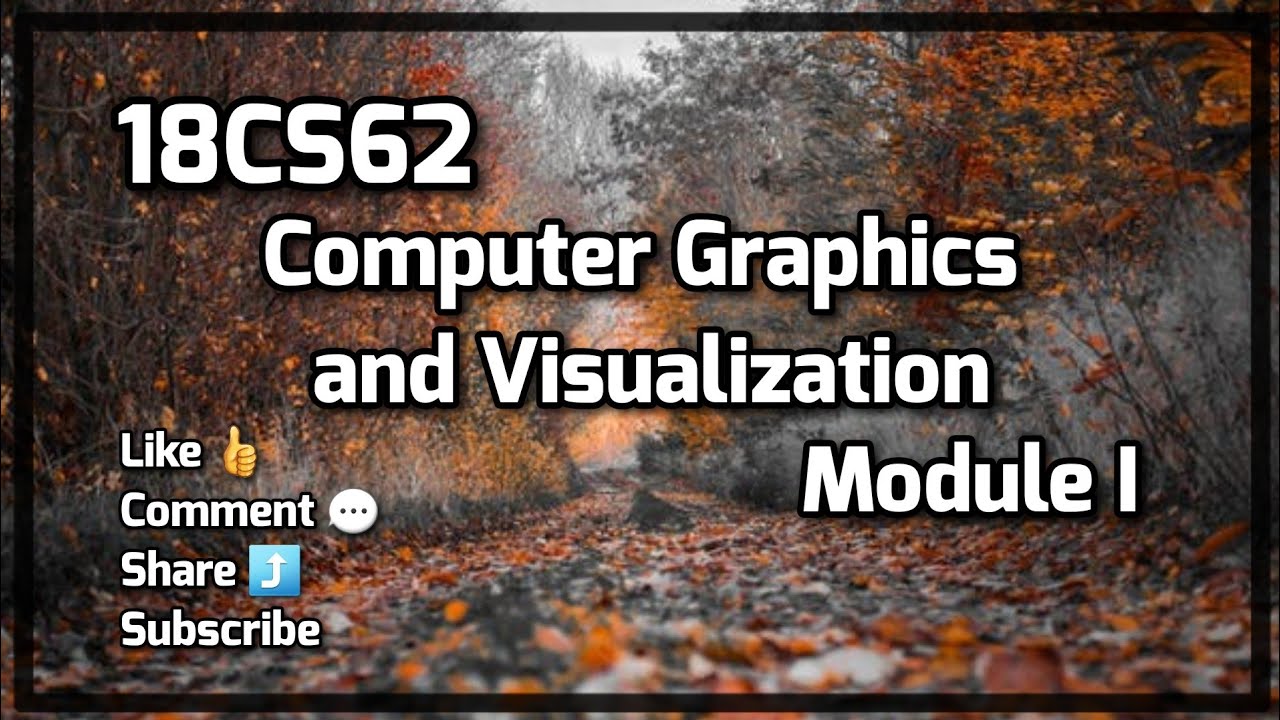 18CS62
Computer Graphics
and Visualization
Module I
Like 👍
Comment 💬
Share ⤴️
Subscribe